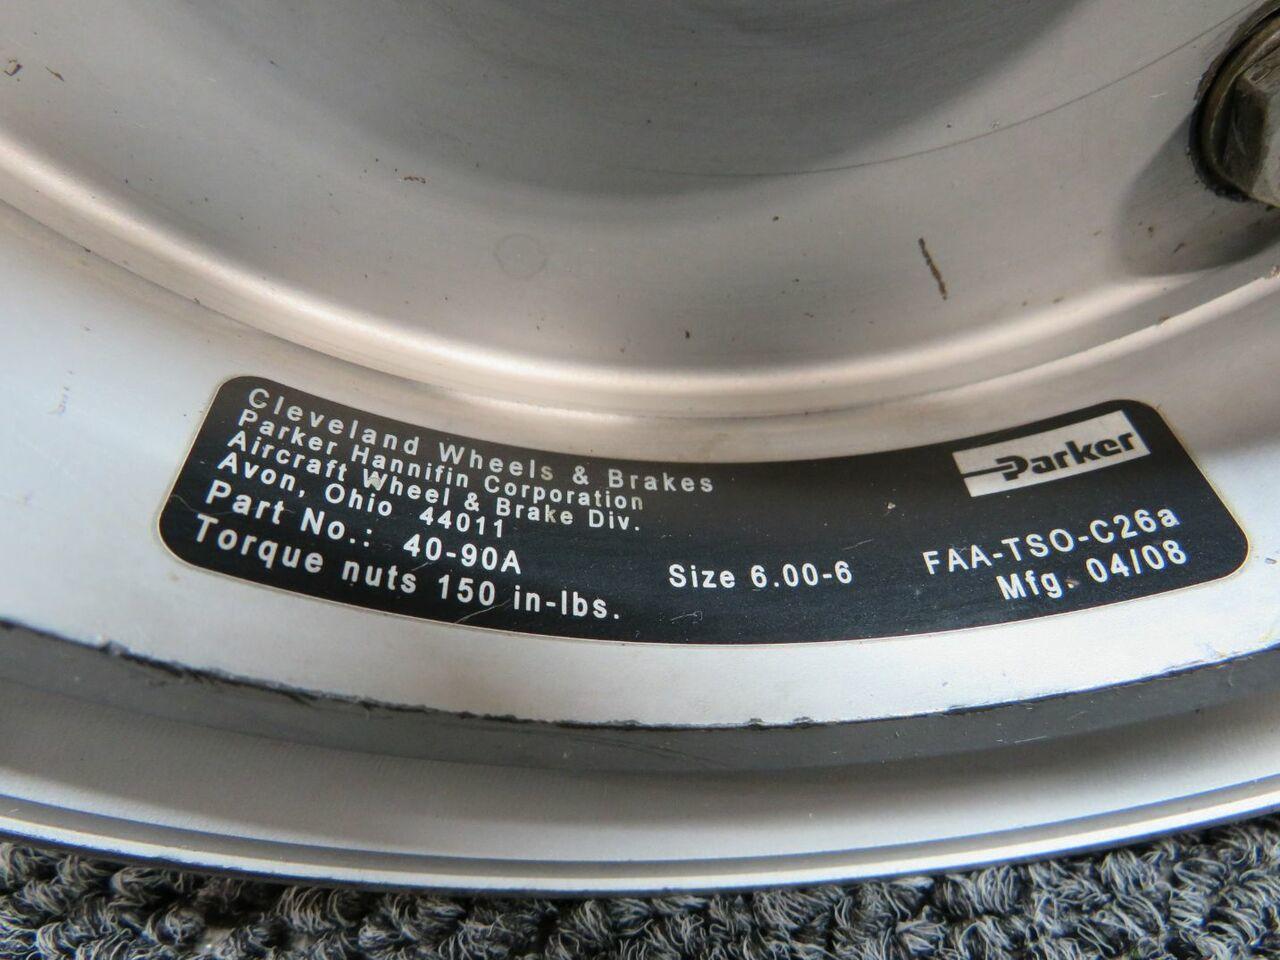 Cleveland Wheels & Brakes
Parker Hannifin Corporation
Aircraft Wheel & Brake Div.
Avon, Ohio 44011
Part No.: 40-90A
Torque nuts 150 in-lbs.
Size 6.00-6
Parker
FAA-TSO-C26a
Mfg. 04/08